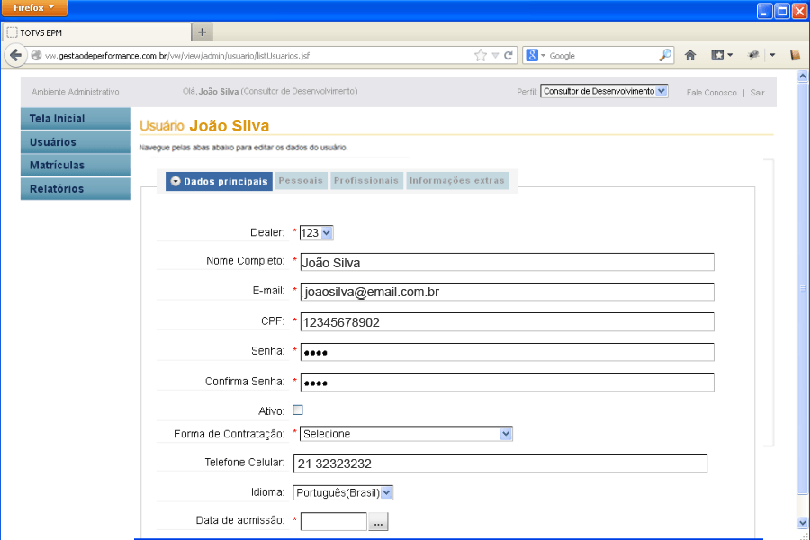 Firefox
TOTVS EPM
vw.gestaodeperformance.com.br/vw/view/admin/usuario/listUsuarios.jsf
Google
Ambiente Administrativo
Olá, João Silva (Consultor de Desenvolvimento)
Perfil Consultor de Desenvolvimento
Fale Conosco | Sair
Tela Inicial
Usuários
Matrículas
Relatórios
Usuário João SIlva
Navegue pelas abas abaixo para editar os dados do usuário
Dados principais Pessoais Profissionais Informações extras
Dealer: * 123
Nome Completo: * João Silva
E-mail: * joaosilva@email.com.br
CPF: * 12345678902
Senha: * ••••
Confirma Senha: * ••••
Ativo:
Forma de Contratação: * Selecione
Telefone Celular: 21 32323232
Idioma: Português(Brasil)
Data de admissão: * ...